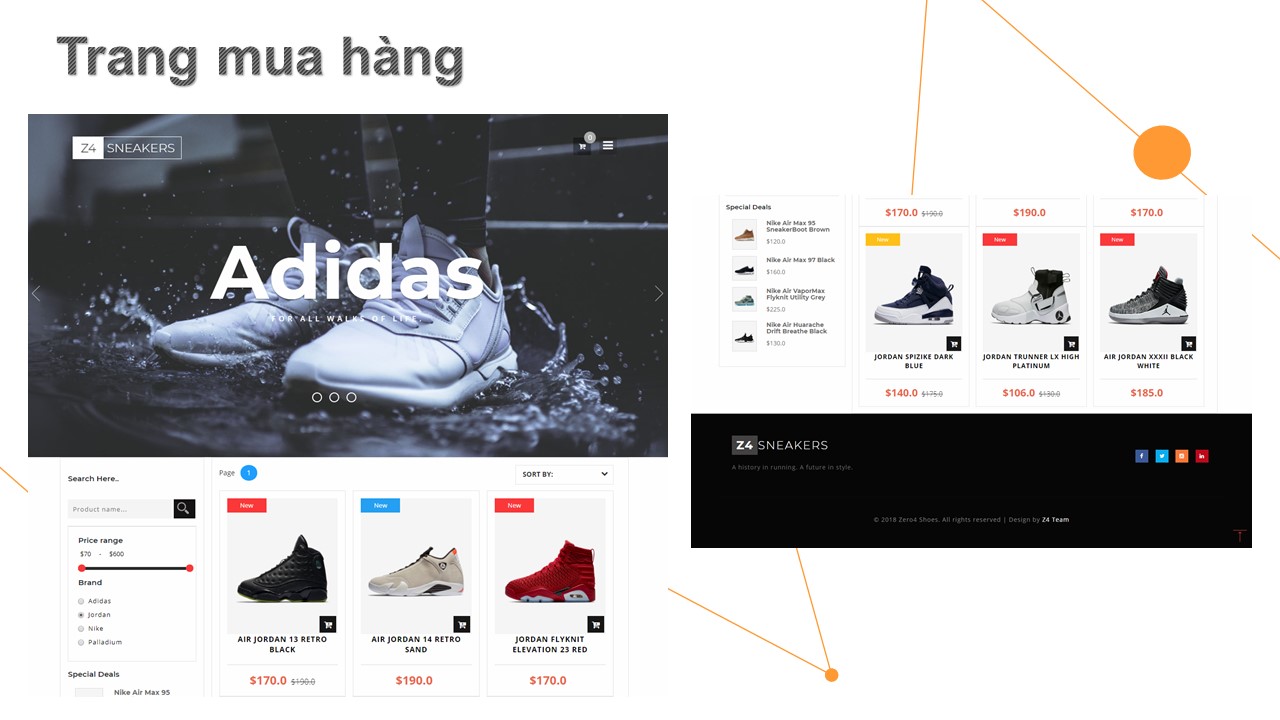 Trang mua hàng
Z4 SNEAKERS
0
Adidas
FOR ALL WALKS OF LIFE.
Search Here..
Product name...
Price range
$70 - $600
Brand
Adidas
Jordan
Nike
Palladium
Special Deals
Nike Air Max 95
Page 1
SORT BY:
New
AIR JORDAN 13 RETRO
BLACK
$170.0 $190.0
New
AIR JORDAN 14 RETRO
SAND
$190.0
New
JORDAN FLYKNIT
ELEVATION 23 RED
$170.0
Special Deals
Nike Air Max 95
SneakerBoot Brown
$120.0
Nike Air Max 97 Black
$160.0
Nike Air VaporMax
Flyknit Utility Grey
$225.0
Nike Air Huarache
Drift Breathe Black
$130.0
$170.0 $190.0
$190.0
$170.0
New
JORDAN SPIZIKE DARK
BLUE
$140.0 $175.0
New
JORDAN TRUNNER LX HIGH
PLATINUM
$106.0 $130.0
New
AIR JORDAN XXXII BLACK
WHITE
$185.0
Z4 SNEAKERS
A history in running. A future in style.
© 2018 Zero4 Shoes. All rights reserved | Design by Z4 Team